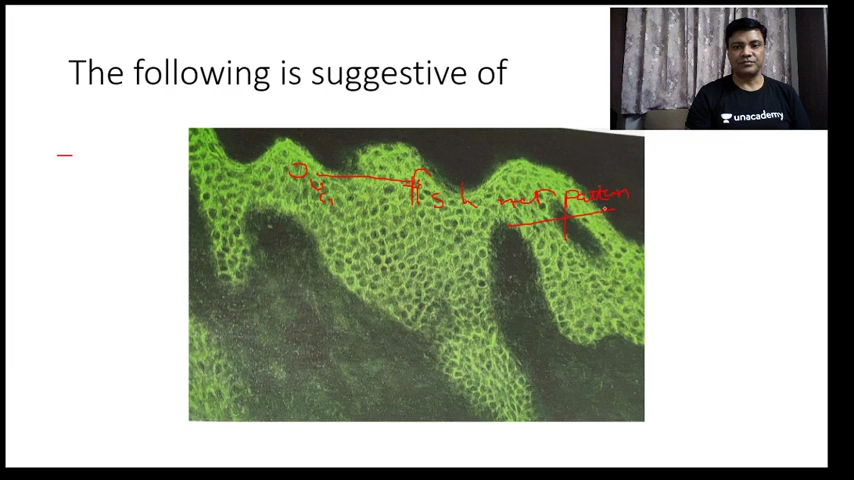 The following is suggestive of
unacademy
fish net pattern